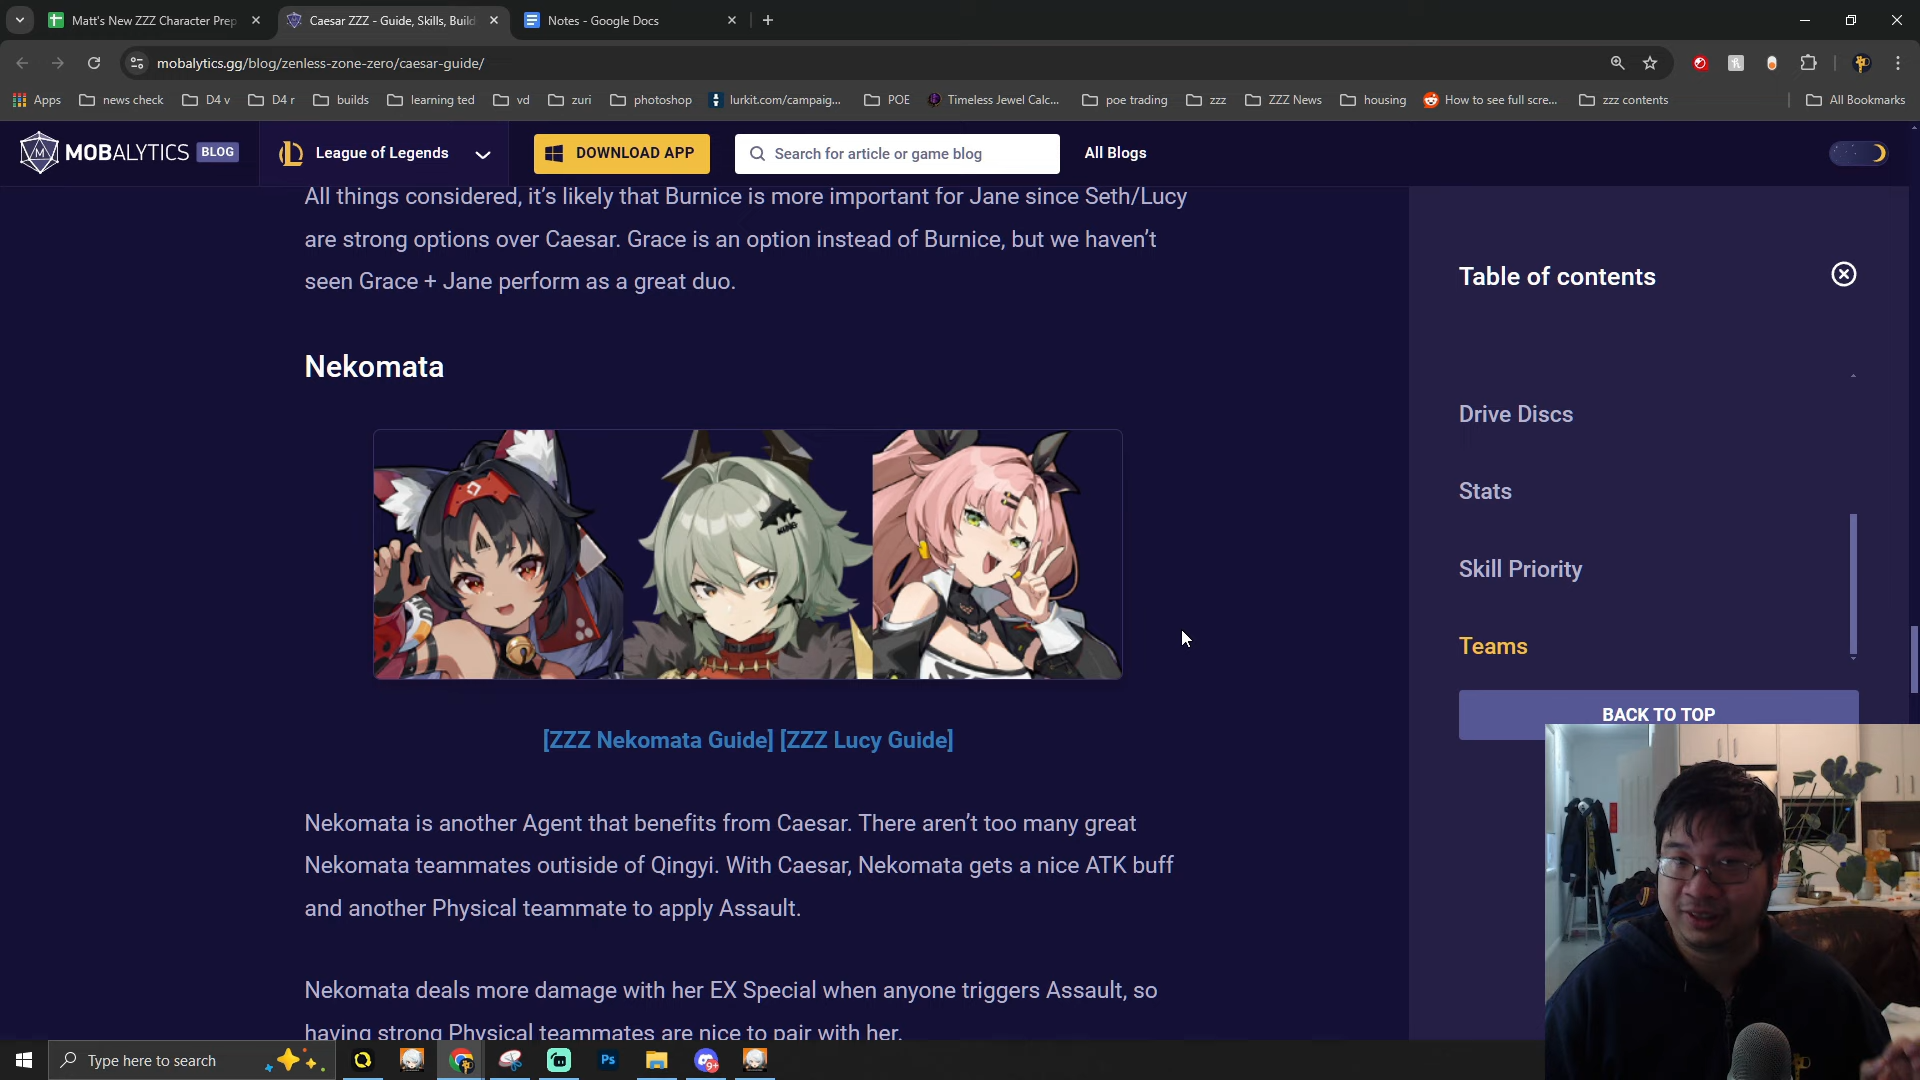 Matt's New ZZZ Character Prep
Caesar ZZZ - Guide, Skills, Build
Notes - Google Docs
mobalytics.gg/blog/zenless-zone-zero/caesar-guide/
Apps
news check
D4 v
D4 r
builds
learning ted
vd
zuri
photoshop
lurkit.com/campaig...
POE
Timeless Jewel Calc...
poe trading
zzz
ZZZ News
housing
How to see full scre...
zzz contents
All Bookmarks
MOBALYTICS BLOG
League of Legends
DOWNLOAD APP
Search for article or game blog
All Blogs
All things considered, it's likely that Burnice is more important for Jane since Seth/Lucy
are strong options over Caesar. Grace is an option instead of Burnice, but we haven't
seen Grace + Jane perform as a great duo.
Nekomata
[ZZZ Nekomata Guide] [ZZZ Lucy Guide]
Nekomata is another Agent that benefits from Caesar. There aren't too many great
Nekomata teammates outiside of Qingyi. With Caesar, Nekomata gets a nice ATK buff
and another Physical teammate to apply Assault.
Nekomata deals more damage with her EX Special when anyone triggers Assault, so
having strong Physical teammates are nice to pair with her.
Table of contents
Drive Discs
Stats
Skill Priority
Teams
BACK TO TOP
Type here to search
Ps
9+